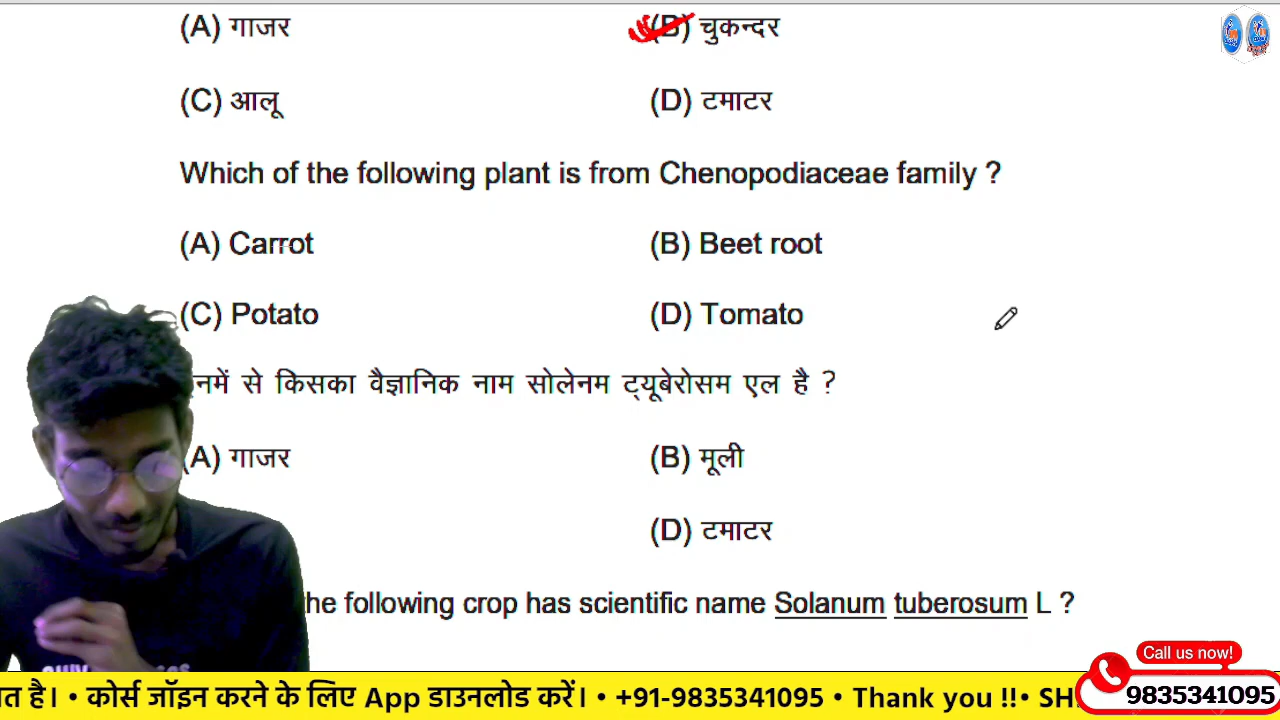 (A) गाजर (B) चुकन्दर
(C) आलू (D) टमाटर
Which of the following plant is from Chenopodiaceae family ?
(A) Carrot (B) Beet root
(C) Potato (D) Tomato
नमें से किसका वैज्ञानिक नाम सोलेनम ट्यूबेरोसम एल है ?
(A) गाजर (B) मूली
(D) टमाटर
the following crop has scientific name Solanum tuberosum L ?
Call us now!
है। • कोर्स जॉइन करने के लिए App डाउनलोड करें। • +91-9835341095 • Thank you !!•
9835341095